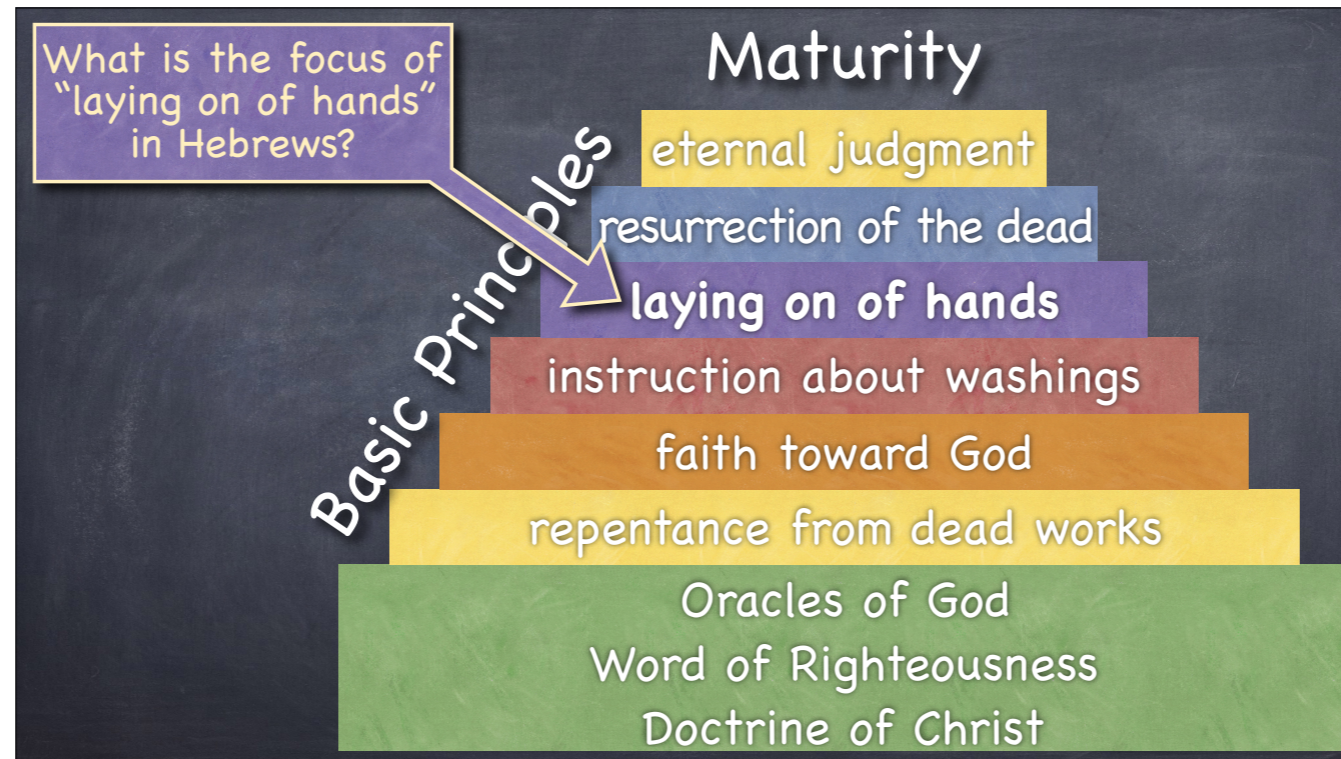 What is the focus of
“laying on of hands”
in Hebrews?
Maturity
Basic Principles
eternal judgment
resurrection of the dead
laying on of hands
instruction about washings
faith toward God
repentance from dead works
Oracles of God
Word of Righteousness
Doctrine of Christ